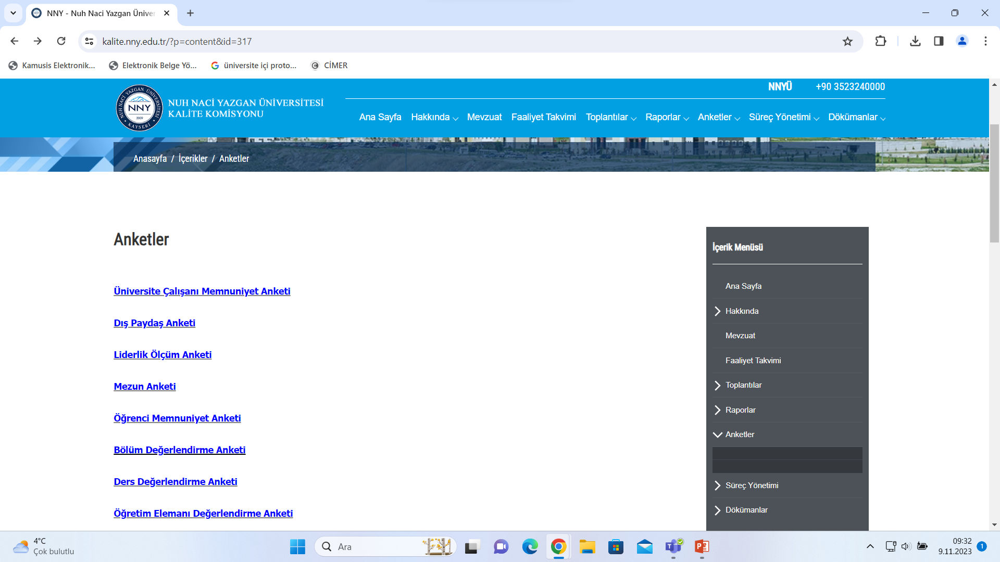 NNY - Nuh Naci Yazgan Üniver
kalite.nny.edu.tr/?p=content&id=317
Kamusis Elektronik...
Elektronik Belge Yö...
üniversite içi proto...
CİMER
NNYÜ
+90 3523240000
NUH NACİ YAZGAN ÜNİVERSİTESİ
KAYSERİ
NNY
2009
NUH NACİ YAZGAN ÜNİVERSİTESİ
KALİTE KOMİSYONU
Ana Sayfa
Hakkında
Mevzuat
Faaliyet Takvimi
Toplantılar
Raporlar
Anketler
Süreç Yönetimi
Dökümanlar
Anasayfa / İçerikler / Anketler
Anketler
Üniversite Çalışanı Memnuniyet Anketi
Dış Paydaş Anketi
Liderlik Ölçüm Anketi
Mezun Anketi
Öğrenci Memnuniyet Anketi
Bölüm Değerlendirme Anketi
Ders Değerlendirme Anketi
Öğretim Elemanı Değerlendirme Anketi
İçerik Menüsü
Ana Sayfa
Hakkında
Mevzuat
Faaliyet Takvimi
Toplantılar
Raporlar
Anketler
Süreç Yönetimi
Dökümanlar
4°C
Çok bulutlu
Ara
09:32
9.11.2023
1